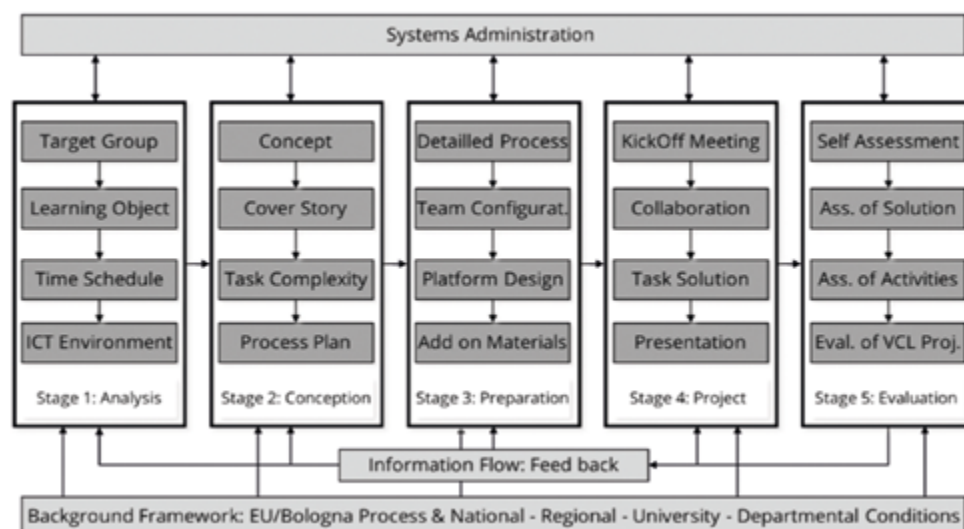 Systems Administration
Target Group
Learning Object
Time Schedule
ICT Environment
Stage 1: Analysis
Concept
Cover Story
Task Complexity
Process Plan
Stage 2: Conception
Detailled Process
Team Configurat.
Platform Design
Add on Materials
Stage 3: Preparation
KickOff Meeting
Collaboration
Task Solution
Presentation
Stage 4: Project
Self Assessment
Ass. of Solution
Ass. of Activities
Eval. of VCL Proj.
Stage 5: Evaluation
Information Flow: Feed back
Background Framework: EU/Bologna Process & National - Regional - University - Departmental Conditions